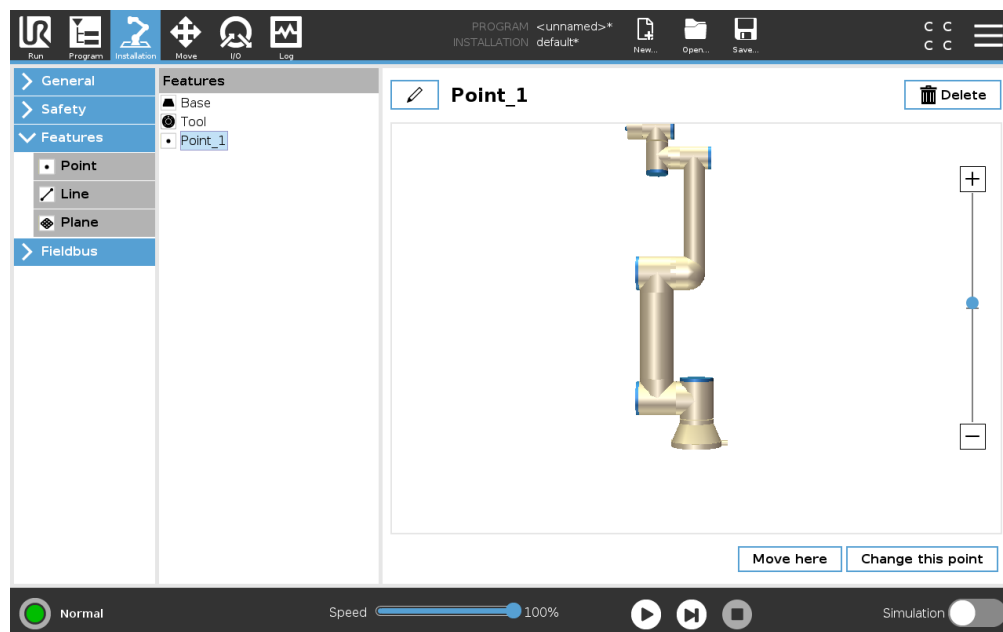 UR
Run
Program
Installation
Move
I/O
Log
PROGRAM <unnamed>*
INSTALLATION default*
New...
Open...
Save...
C C
C C
General
Safety
Features
Point
Line
Plane
Fieldbus
Features
Base
Tool
Point_1
Point_1
Delete
Move here
Change this point
Normal
Speed
100%
Simulation